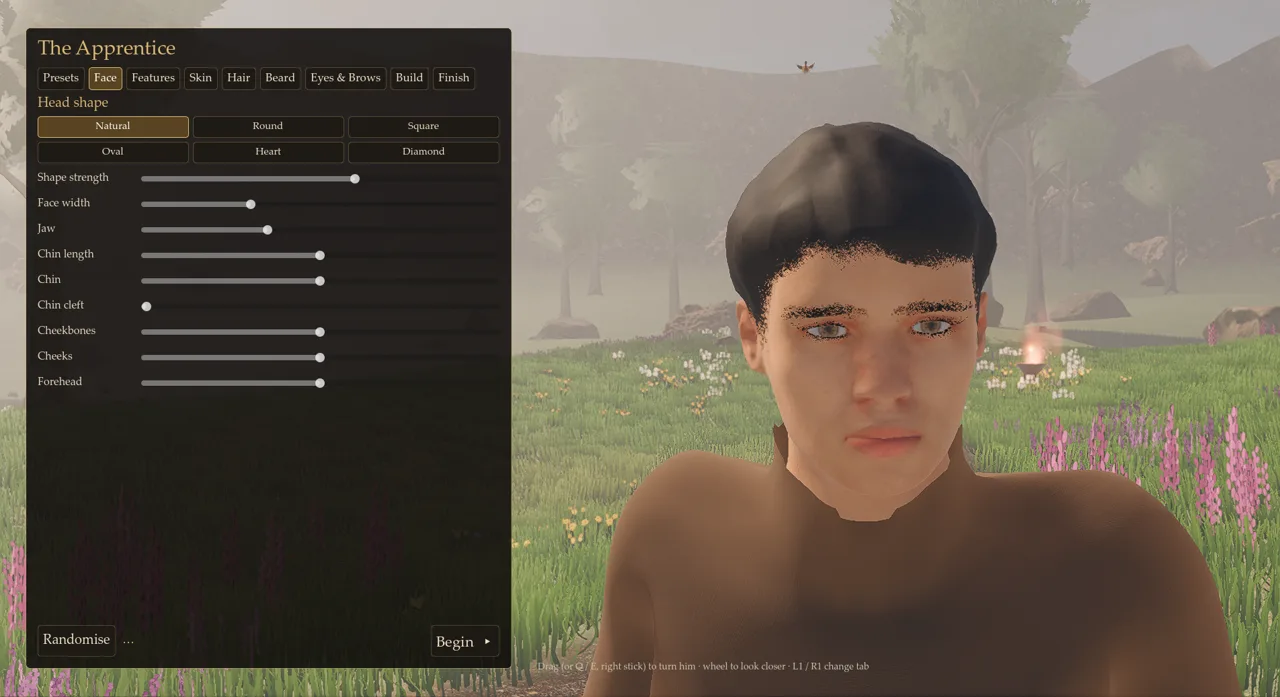 The Apprentice
Presets Face Features Skin Hair Beard Eyes & Brows Build Finish
Head shape
Natural Round Square
Oval Heart Diamond
Shape strength
Face width
Jaw
Chin length
Chin
Chin cleft
Cheekbones
Cheeks
Forehead
Randomise ... Begin ▸
Drag (or Q / E, right stick) to turn him · wheel to look closer · L1 / R1 change tab